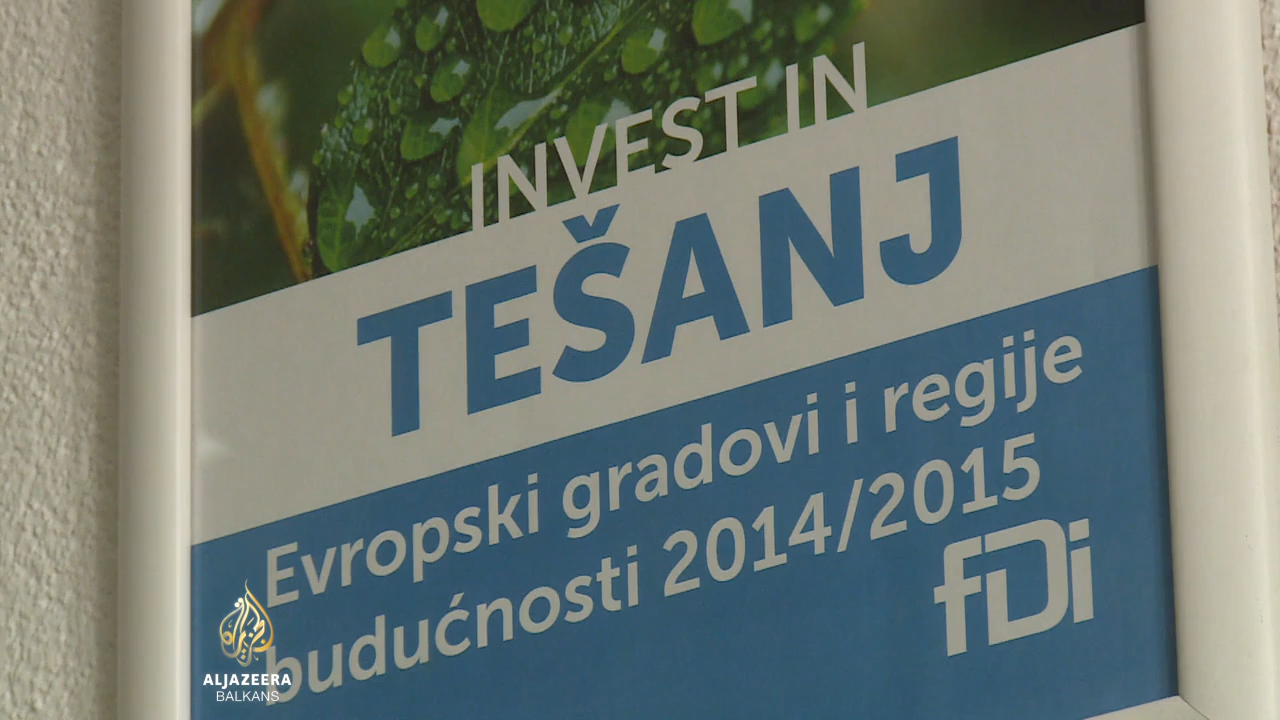 INVEST IN
TEŠANJ
Evropski gradovi i regije
budućnosti 2014/2015
fDi
ALJAZEERA
BALKANS